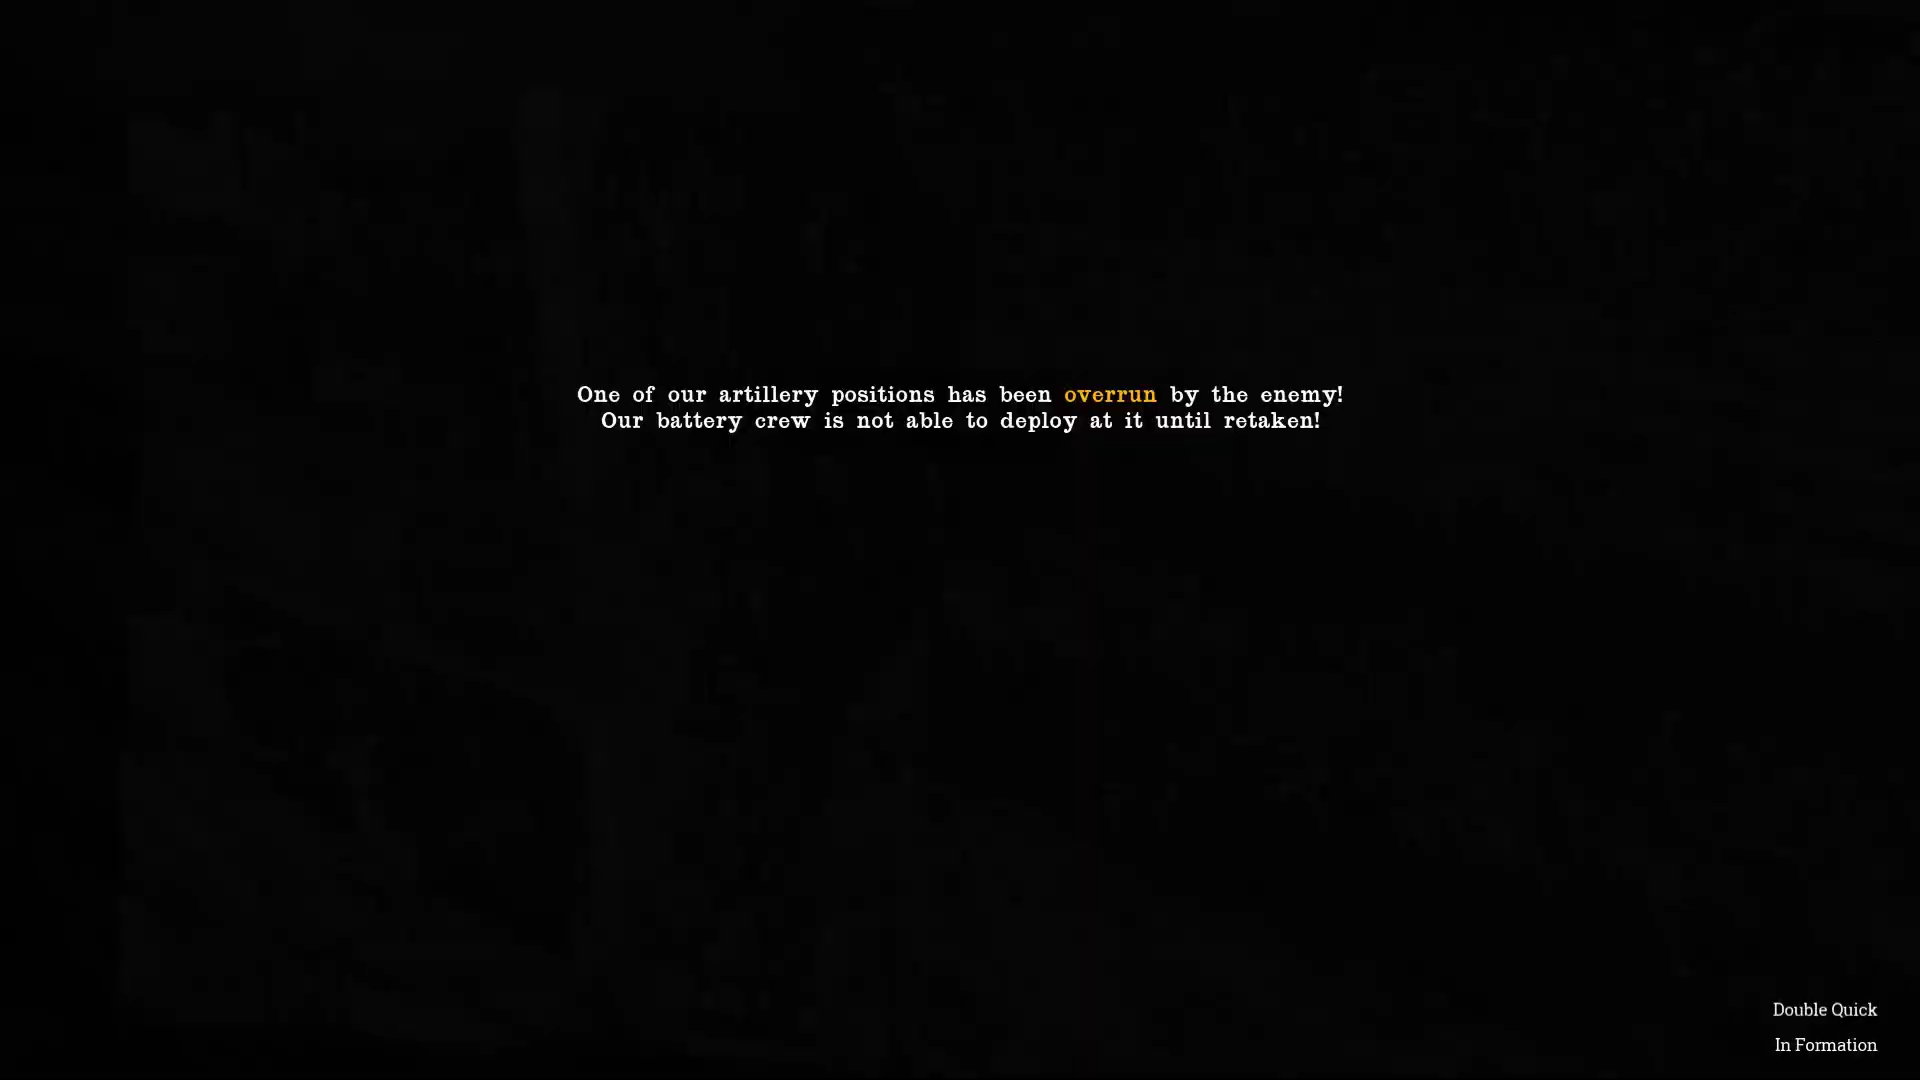 One of our artillery positions has been overrun by the enemy!
Our battery crew is not able to deploy at it until retaken!
Double Quick
In Formation